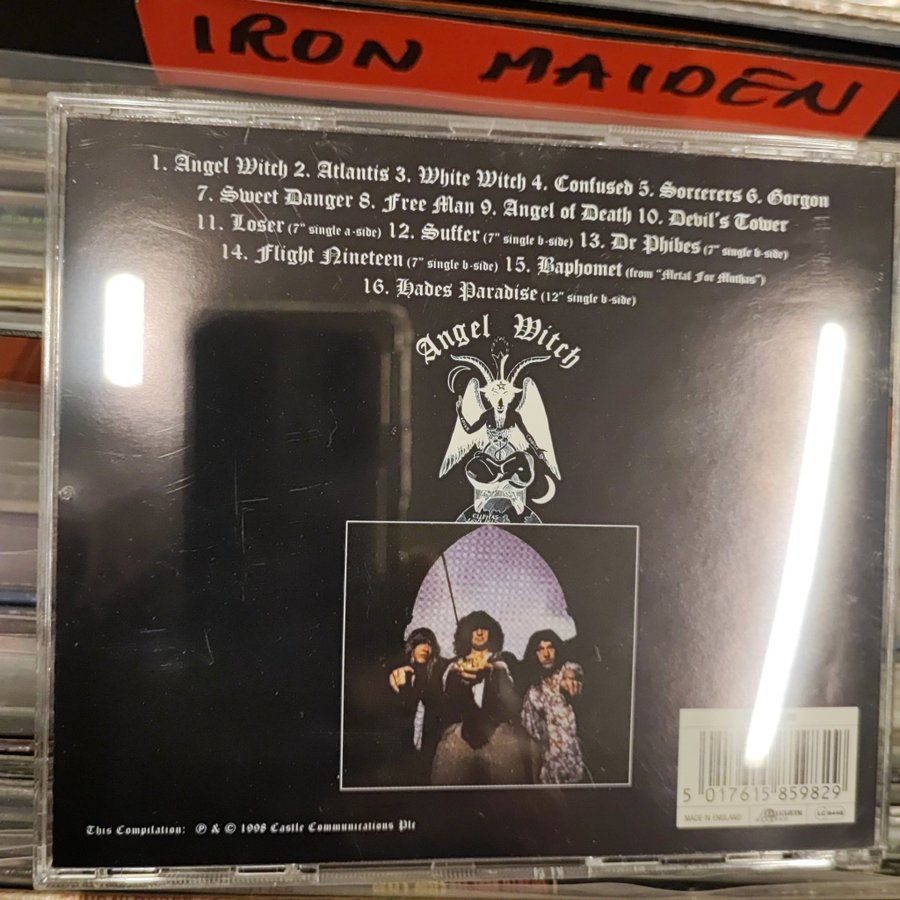 IRON MAIDEN
1. Angel Witch 2. Atlantis 3. White Witch 4. Confused 5. Sorcerers 6. Gorgon
7. Sweet Danger 8. Free Man 9. Angel of Death 10. Devil's Tower
11. Loser (7" single a-side) 12. Suffer (7" single b-side) 13. Dr Phibes (7" single b-side)
14. Flight Nineteen (7" single b-side) 15. Baphomet (from "Metal For Muthas")
16. Hades Paradise (12" single b-side)
Angel Witch
5 017615 859829
MADE IN ENGLAND
This Compilation: ℗ & © 1998 Castle Communications Plc